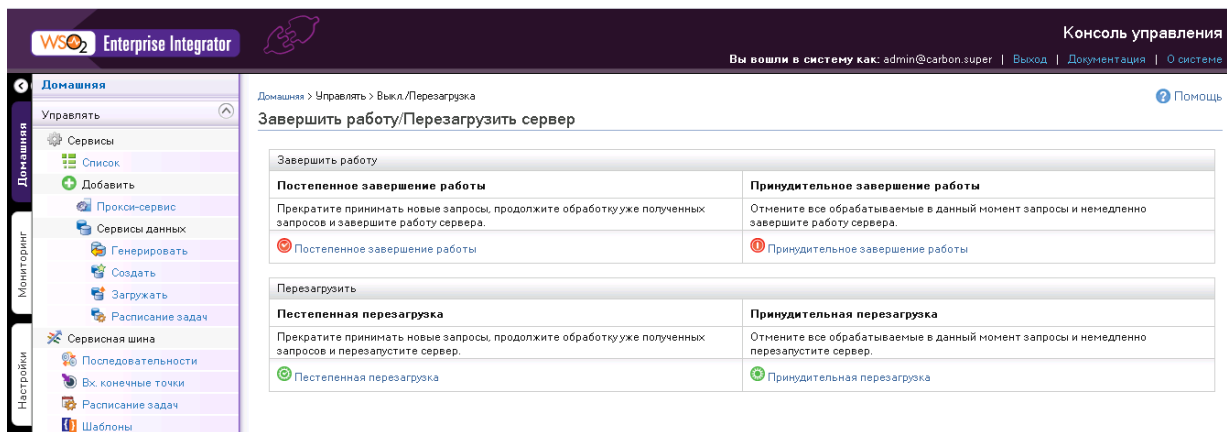 WSO2 Enterprise Integrator
Консоль управления
Вы вошли в систему как: admin@carbon.super | Выход | Документация | О системе
Домашняя
Мониторинг
Настройки
Домашняя
Управлять
Сервисы
Список
Добавить
Прокси-сервис
Сервисы данных
Генерировать
Создать
Загружать
Расписание задач
Сервисная шина
Последовательности
Вх. конечные точки
Расписание задач
Шаблоны
Домашняя > Управлять > Выкл./Перезагрузка
Помощь
Завершить работу/Перезагрузить сервер
Завершить работу
Постепенное завершение работы
Прекратите принимать новые запросы, продолжите обработку уже полученных
запросов и завершите работу сервера.
Постепенное завершение работы
Принудительное завершение работы
Отмените все обрабатываемые в данный момент запросы и немедленно
завершите работу сервера.
Принудительное завершение работы
Перезагрузить
Пестепенная перезагрузка
Прекратите принимать новые запросы, продолжите обработку уже полученных
запросов и перезапустите сервер.
Пестепенная перезагрузка
Принудительная перезагрузка
Отмените все обрабатываемые в данный момент запросы и немедленно
перезапустите сервер.
Принудительная перезагрузка